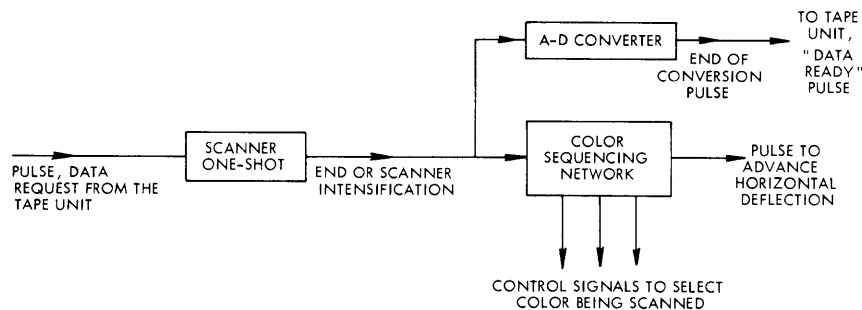 A-D CONVERTER
END OF
CONVERSION
PULSE
TO TAPE
UNIT,
"DATA
READY"
PULSE
PULSE, DATA
REQUEST FROM THE
TAPE UNIT
SCANNER
ONE-SHOT
END OR SCANNER
INTENSIFICATION
COLOR
SEQUENCING
NETWORK
PULSE TO
ADVANCE
HORIZONTAL
DEFLECTION
CONTROL SIGNALS TO SELECT
COLOR BEING SCANNED